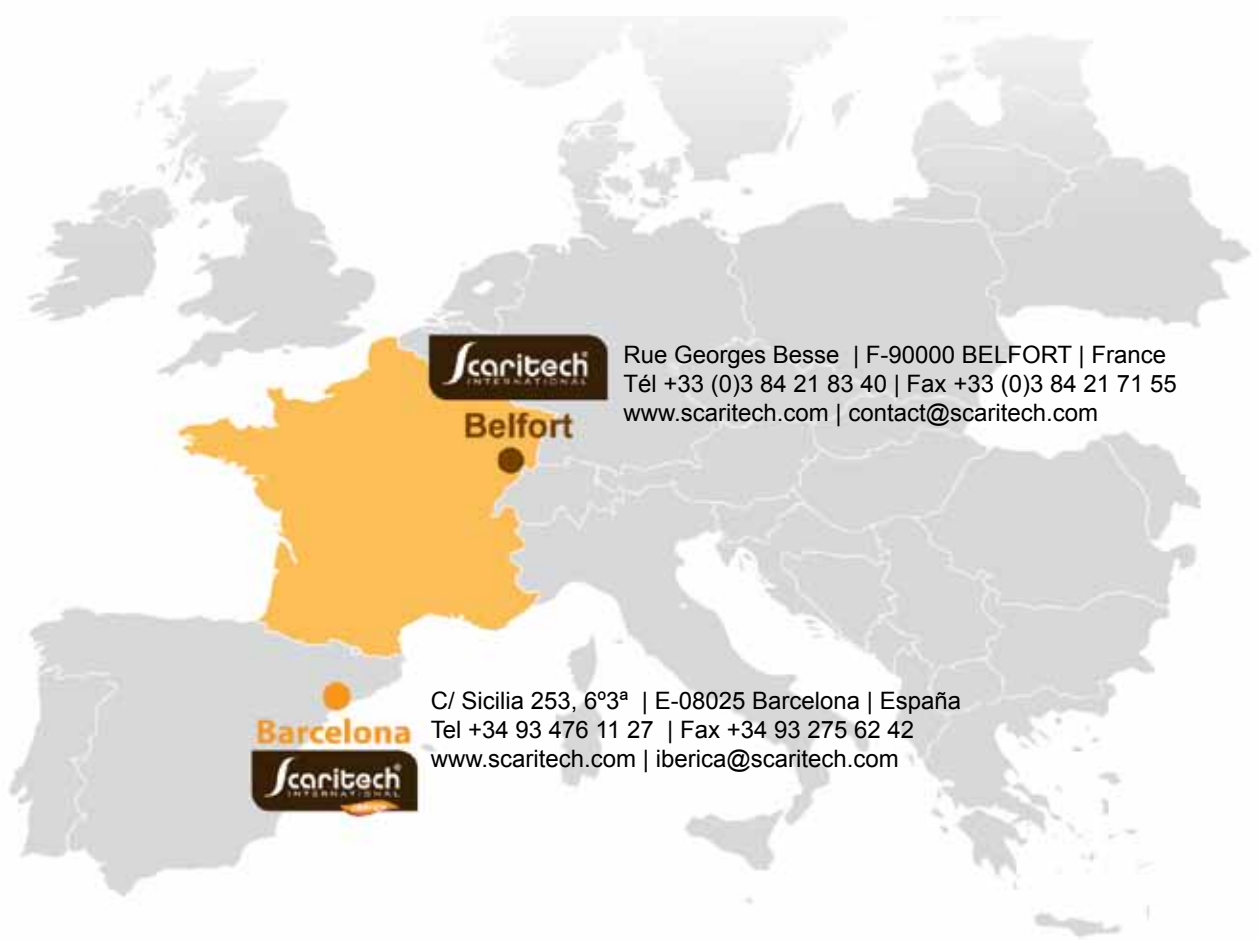 Scaritech
INTERNATIONAL
Rue Georges Besse | F-90000 BELFORT | France
Tél +33 (0)3 84 21 83 40 | Fax +33 (0)3 84 21 71 55
www.scaritech.com | contact@scaritech.com
Belfort
C/ Sicilia 253, 6º3ª | E-08025 Barcelona | España
Tel +34 93 476 11 27 | Fax +34 93 275 62 42
www.scaritech.com | iberica@scaritech.com
Barcelona
Scaritech
INTERNATIONAL